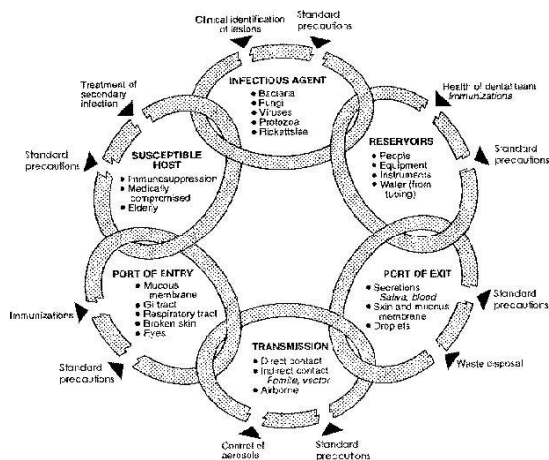 Clinical identification
of lesions
Standard
precautions
INFECTIOUS AGENT
• Bacteria
• Fungi
• Viruses
• Protozoa
• Rickettsiae
Health of dental team
Immunizations
Standard
precautions
RESERVOIRS
• People
• Equipment
• Instruments
• Water (from
tubing)
PORT OF EXIT
• Secretions
Saliva, blood
• Skin and mucous
membrane
• Droplets
Standard
precautions
Waste disposal
TRANSMISSION
• Direct contact
• Indirect contact
Fomite, vector
• Airborne
Standard
precautions
Control of
aerosols
PORT OF ENTRY
• Mucous
membrane
• GI tract
• Respiratory tract
• Broken skin
• Eyes
Standard
precautions
Immunizations
SUSCEPTIBLE
HOST
• Immunosuppression
• Medically
compromised
• Elderly
Standard
precautions
Treatment of
secondary
infection